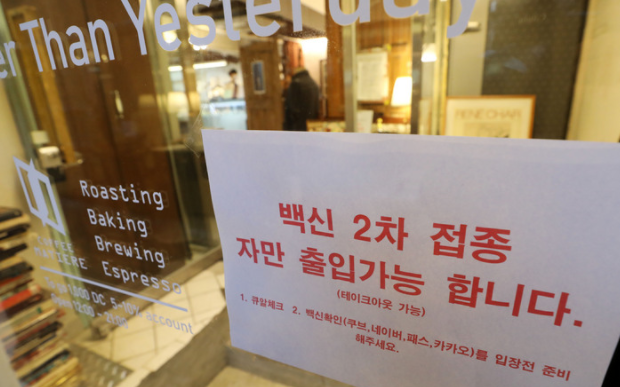 er Than Yesterday
Roasting
Baking
Brewing
Espresso
백신 2차 접종
자만 출입가능 합니다.
(테이크아웃 가능)
1. 큐알체크 2. 백신확인(쿠브,네이버,패스,카카오)를 입장전 준비
해주세요.